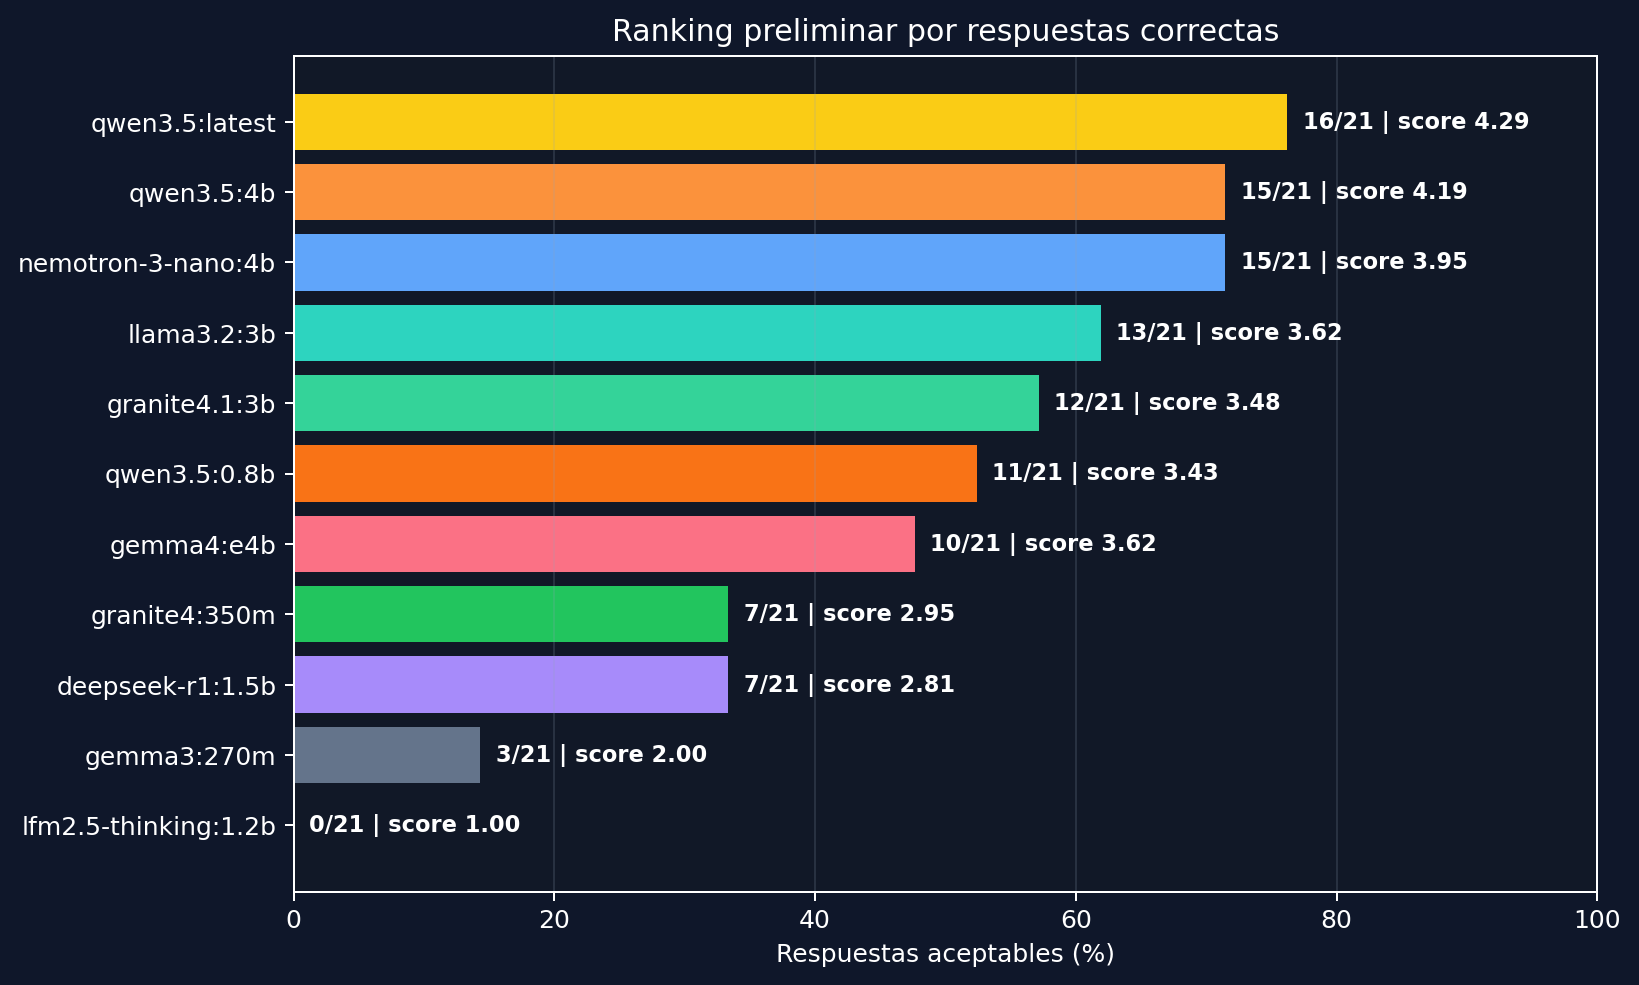 Ranking preliminar por respuestas correctas
qwen3.5:latest 16/21 | score 4.29
qwen3.5:4b 15/21 | score 4.19
nemotron-3-nano:4b 15/21 | score 3.95
llama3.2:3b 13/21 | score 3.62
granite4.1:3b 12/21 | score 3.48
qwen3.5:0.8b 11/21 | score 3.43
gemma4:e4b 10/21 | score 3.62
granite4:350m 7/21 | score 2.95
deepseek-r1:1.5b 7/21 | score 2.81
gemma3:270m 3/21 | score 2.00
lfm2.5-thinking:1.2b 0/21 | score 1.00
0 20 40 60 80 100
Respuestas aceptables (%)